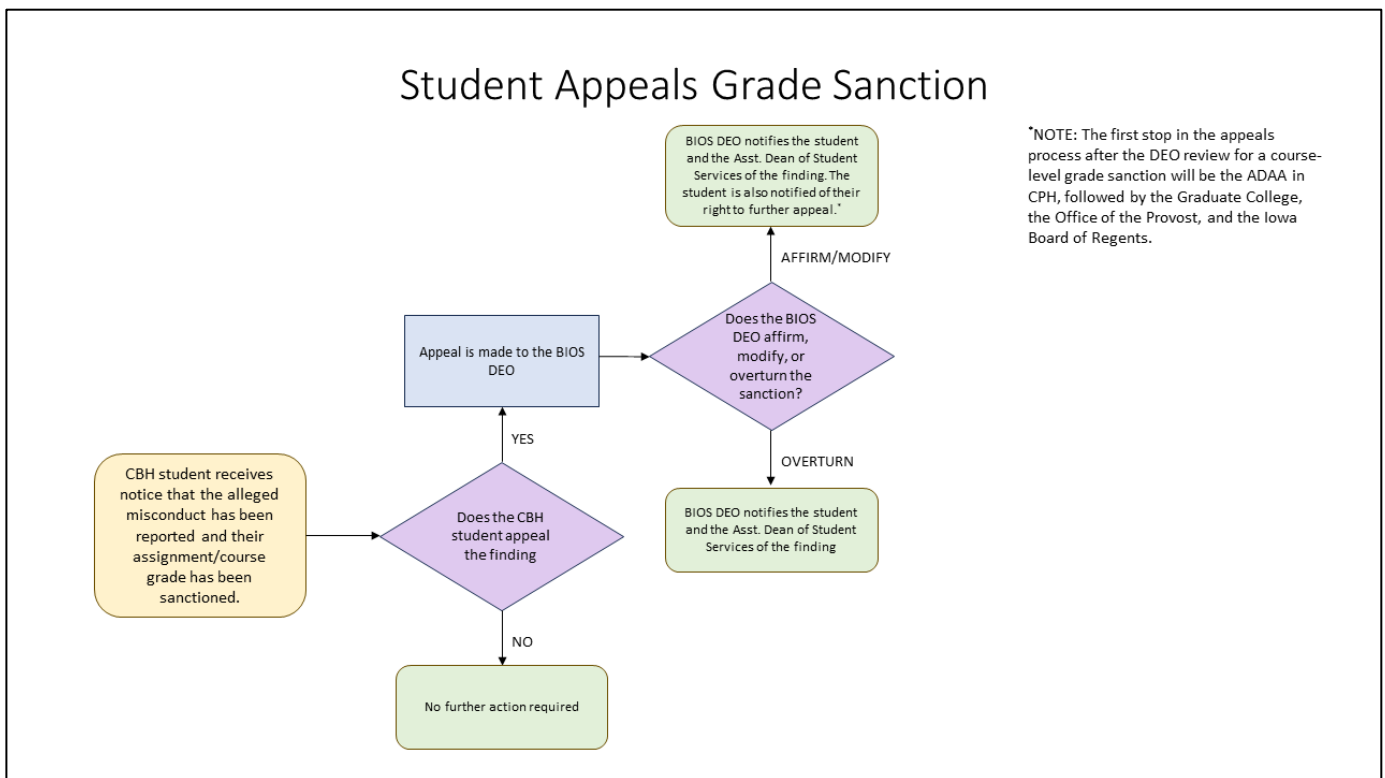 Student Appeals Grade Sanction
BIOS DEO notifies the student
and the Asst. Dean of Student
Services of the finding. The
student is also notified of their
right to further appeal.*
*NOTE: The first stop in the appeals
process after the DEO review for a course-
level grade sanction will be the ADAA in
CPH, followed by the Graduate College,
the Office of the Provost, and the Iowa
Board of Regents.
AFFIRM/MODIFY
Appeal is made to the BIOS
DEO
Does the BIOS
DEO affirm,
modify, or
overturn the
sanction?
YES
OVERTURN
CBH student receives
notice that the alleged
misconduct has been
reported and their
assignment/course
grade has been
sanctioned.
Does the CBH
student appeal
the finding
BIOS DEO notifies the student
and the Asst. Dean of Student
Services of the finding
NO
No further action required